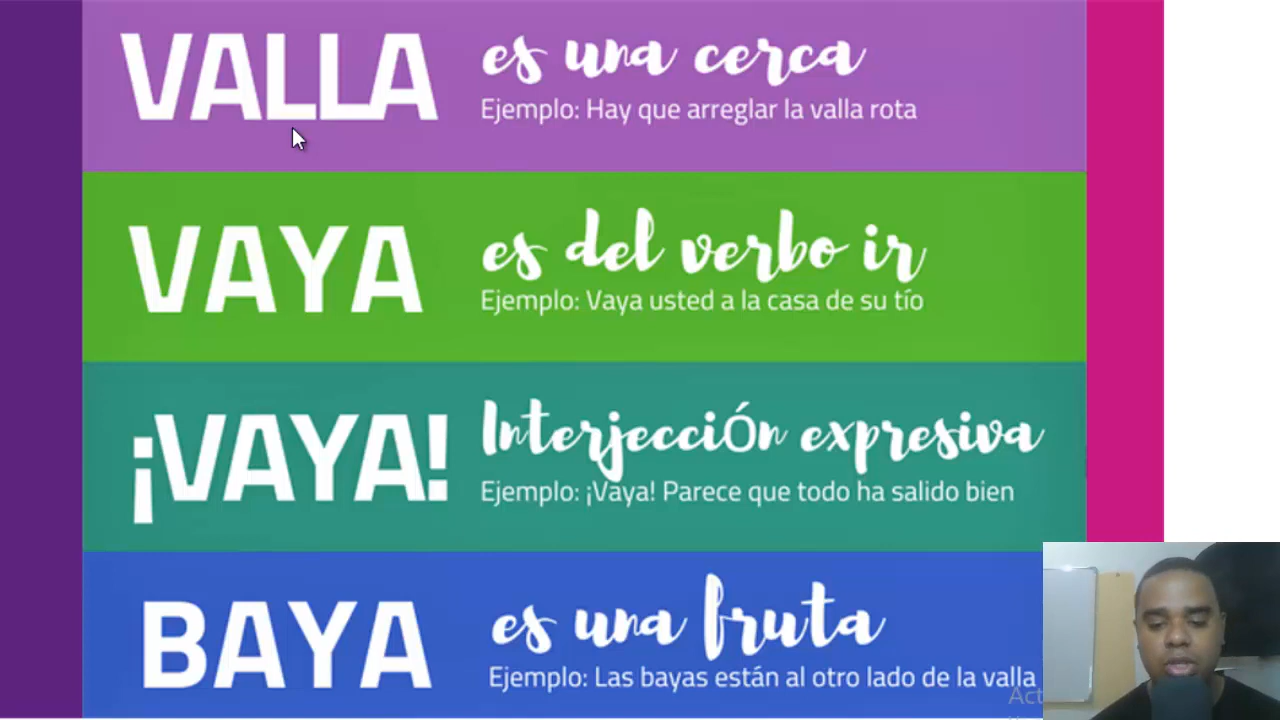 VALLA
es una cerca
Ejemplo: Hay que arreglar la valla rota
VAYA
es del verbo ir
Ejemplo: Vaya usted a la casa de su tío
¡VAYA!
InterjecciÓn expresiva
Ejemplo: ¡Vaya! Parece que todo ha salido bien
BAYA
es una fruta
Ejemplo: Las bayas están al otro lado de la valla
Act